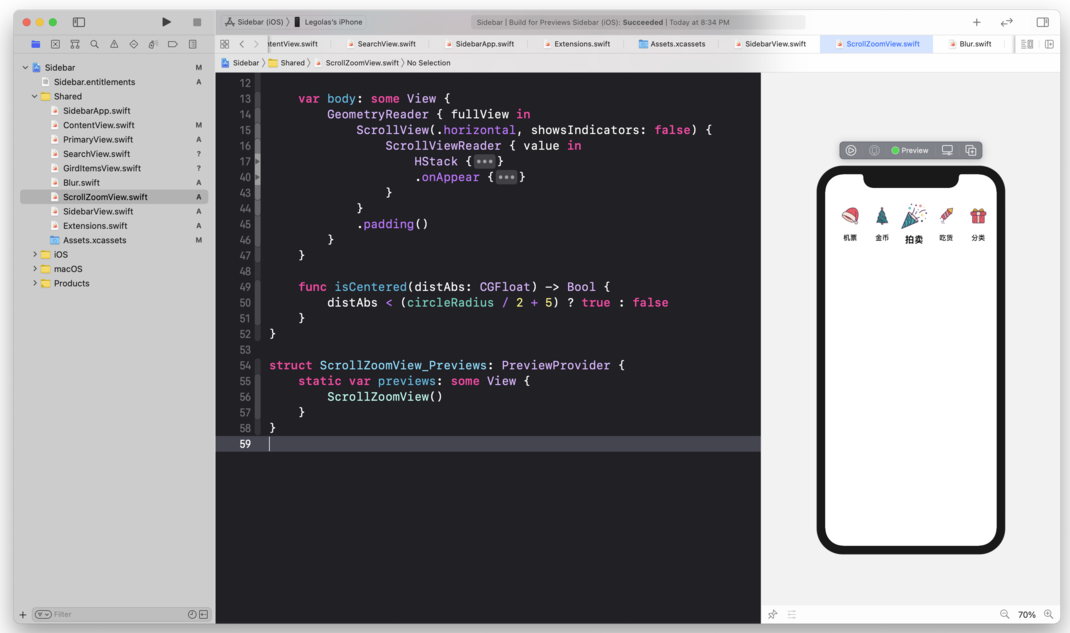 Sidebar (iOS) 〉 Legolas's iPhone
Sidebar | Build for Previews Sidebar (iOS): Succeeded | Today at 8:34 PM
tentView.swift SearchView.swift SidebarApp.swift Extensions.swift Assets.xcassets SidebarView.swift ScrollZoomView.swift Blur.swift
Sidebar 〉 Shared 〉 ScrollZoomView.swift 〉 No Selection
Sidebar M
Sidebar.entitlements A
Shared
SidebarApp.swift
ContentView.swift M
PrimaryView.swift A
SearchView.swift ?
GirdItemsView.swift ?
Blur.swift A
ScrollZoomView.swift A
SidebarView.swift A
Extensions.swift A
Assets.xcassets M
iOS
macOS
Products
Filter
12
13 var body: some View {
14 GeometryReader { fullView in
15 ScrollView(.horizontal, showsIndicators: false) {
16 ScrollViewReader { value in
17 HStack {•••}
40 .onAppear {•••}
43 }
44 }
45 .padding()
46 }
47 }
48
49 func isCentered(distAbs: CGFloat) -> Bool {
50 distAbs < (circleRadius / 2 + 5) ? true : false
51 }
52 }
53
54 struct ScrollZoomView_Previews: PreviewProvider {
55 static var previews: some View {
56 ScrollZoomView()
57 }
58 }
59
Preview
机票 金币 拍卖 吃货 分类
70%